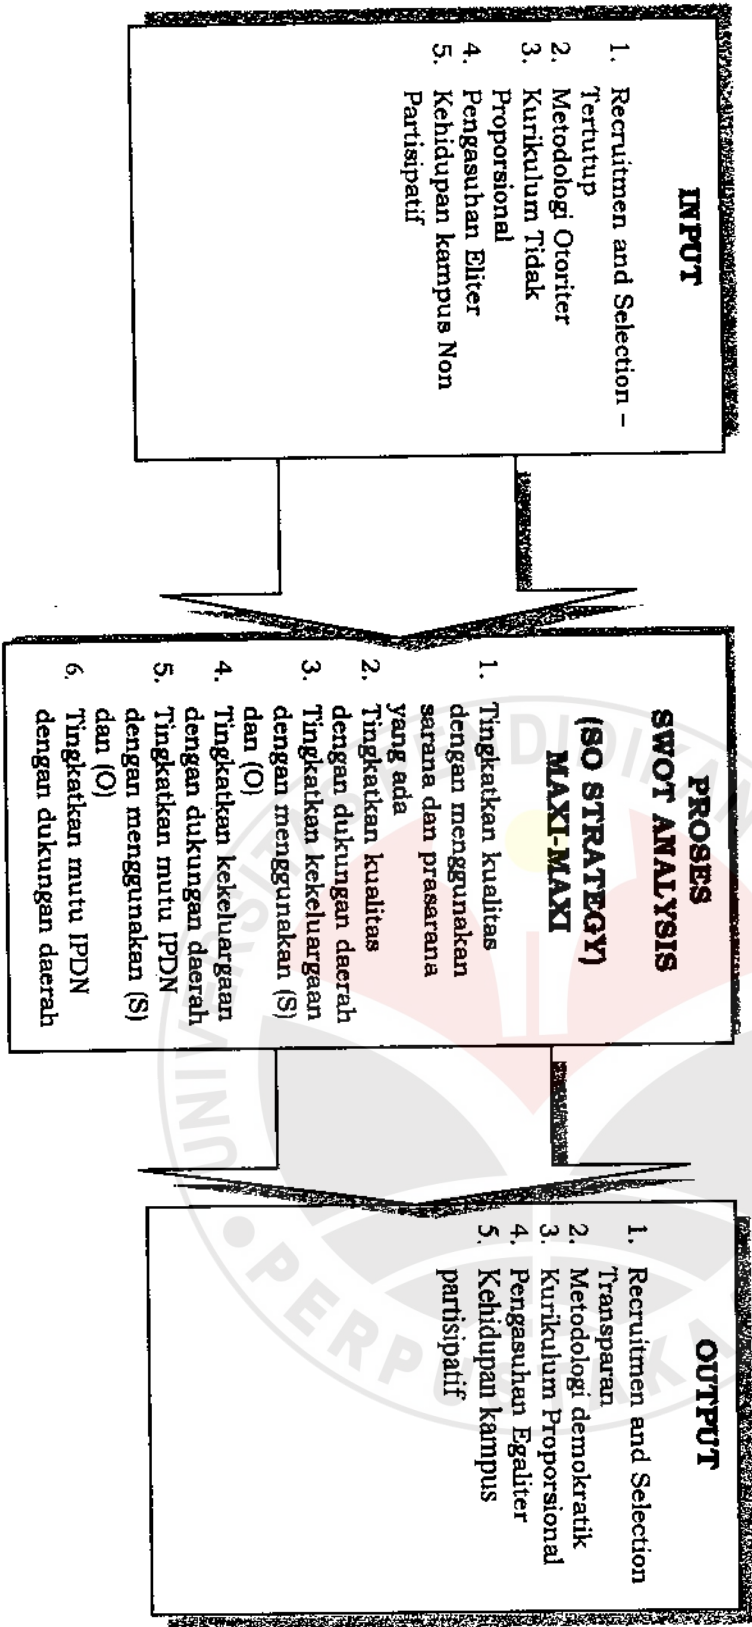 INPUT
1. Recruitmen and Selection –
Tertutup
2. Metodologi Otoriter
3. Kurikulum Tidak
Proporsional
4. Pengasuhan Eliter
5. Kehidupan kampus Non
Partisipatif
PROSES
SWOT ANALYSIS
(SO STRATEGY)
MAXI-MAXI
1. Tingkatkan kualitas
dengan menggunakan
sarana dan prasarana
yang ada
2. Tingkatkan kualitas
dengan dukungan daerah
3. Tingkatkan kekeluargaan
dengan menggunakan (S)
dan (O)
4. Tingkatkan kekeluargaan
dengan dukungan daerah
5. Tingkatkan mutu IPDN
dengan menggunakan (S)
dan (O)
6. Tingkatkan mutu IPDN
dengan dukungan daerah
OUTPUT
1. Recruitmen and Selection
Transparan
2. Metodologi demokratik
3. Kurikulum Proporsional
4. Pengasuhan Egaliter
5. Kehidupan kampus
partisipatif